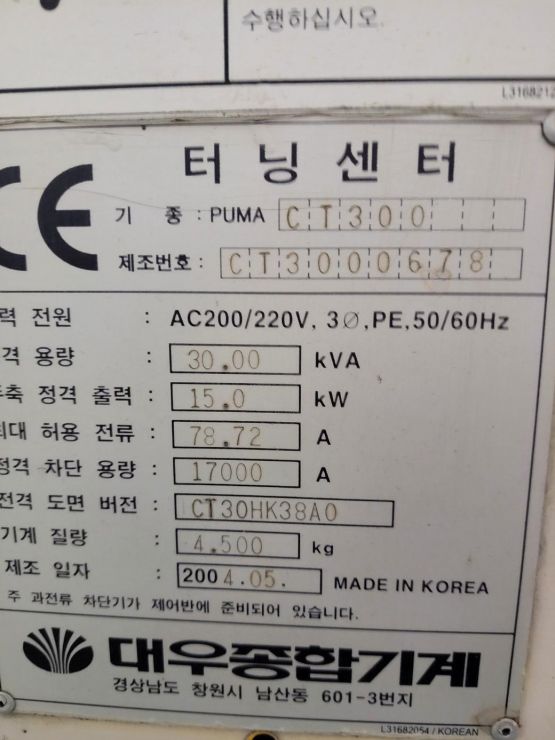 수행하십시오.
L3168212
CE
터닝센터
기 종 : PUMA CT300
제조번호 : CT3000678
력 전원 : AC200/220V, 3∅,PE,50/60Hz
격 용량 : 30.00 kVA
축 정격 출력 : 15.0 kW
대 허용 전류 : 78.72 A
정격 차단 용량 : 17000 A
전격 도면 버전 : CT30HK38A0
기계 질량 : 4.500 kg
제조 일자 : 2004.05. MADE IN KOREA
주 과전류 차단기가 제어반에 준비되어 있습니다.
대우종합기계
경상남도 창원시 남산동 601-3번지
L31682054 / KOREAN